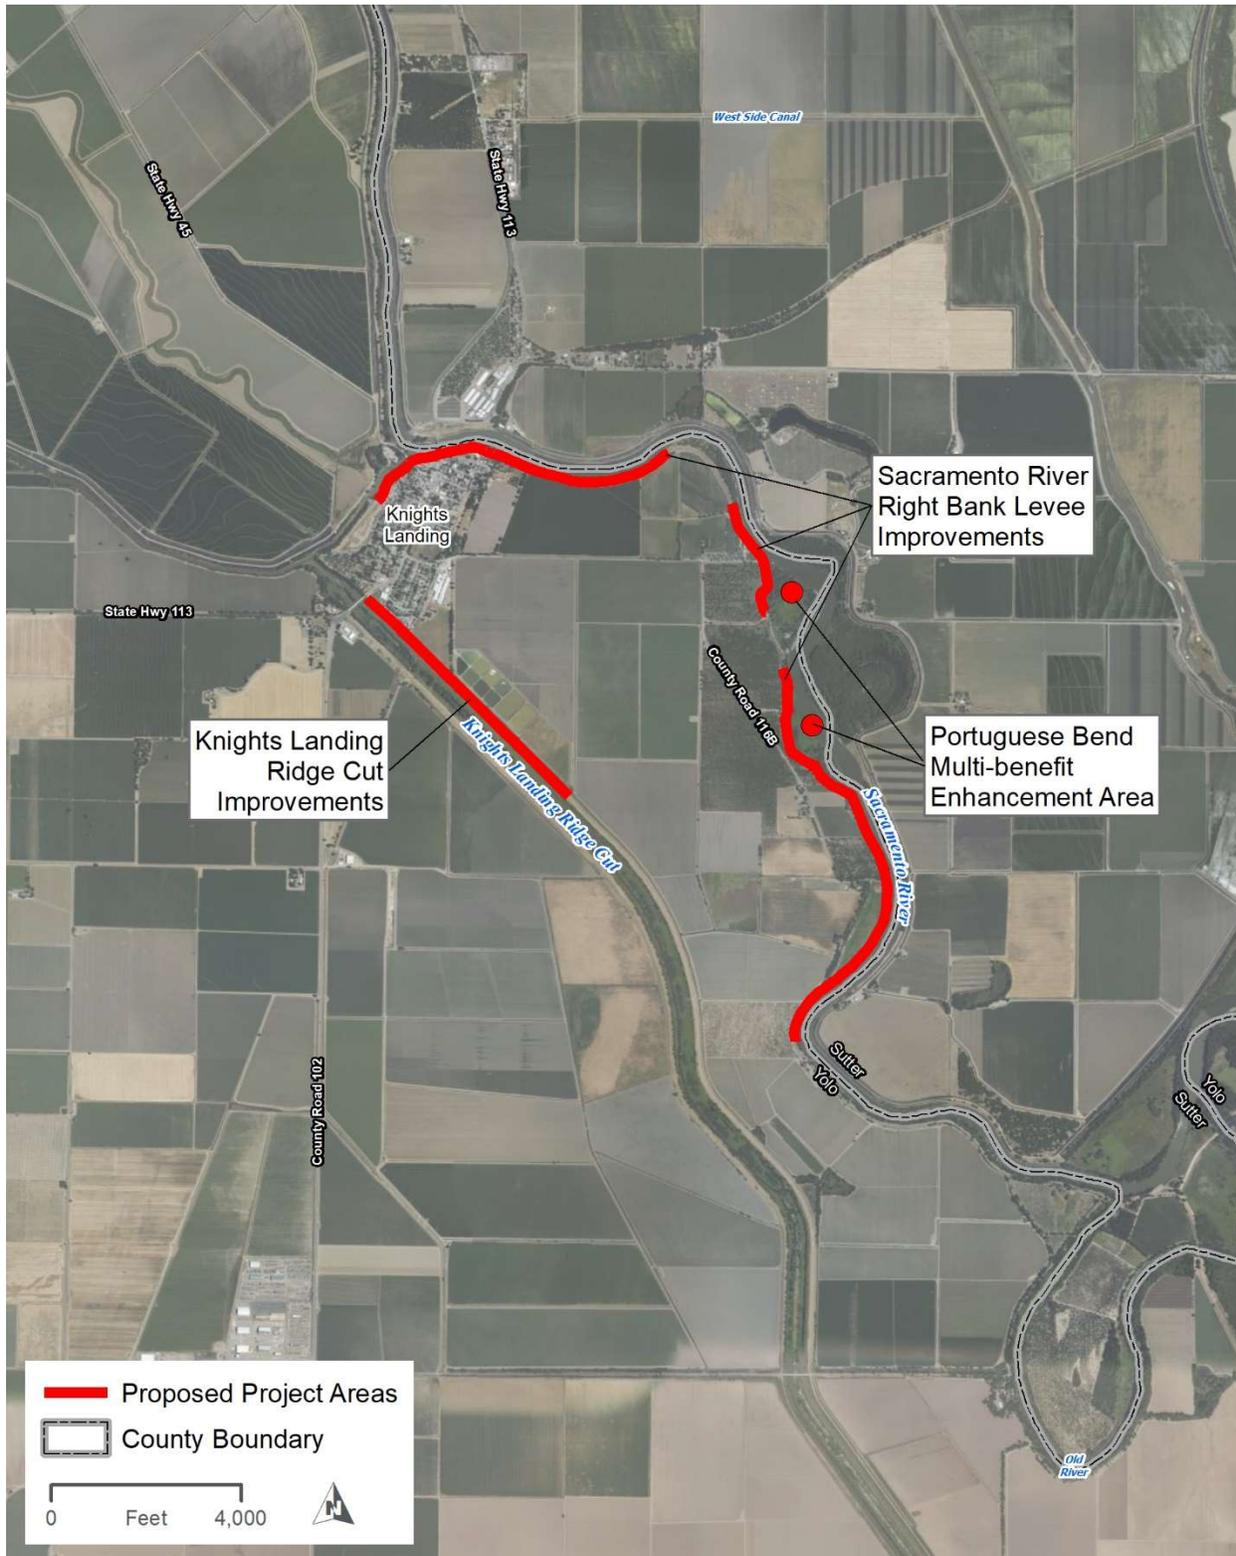 West Side Canal
State Hwy 45
State Hwy 113
Knights
Landing
Sacramento River
Right Bank Levee
Improvements
State Hwy 113
County Road 116B
Knights Landing
Ridge Cut
Improvements
Knights Landing Ridge Cut
Portuguese Bend
Multi-benefit
Enhancement Area
Sacramento River
Sutter
Yolo
Yolo
Sutter
County Road 102
Old
River
Proposed Project Areas
County Boundary
0 Feet 4,000
N